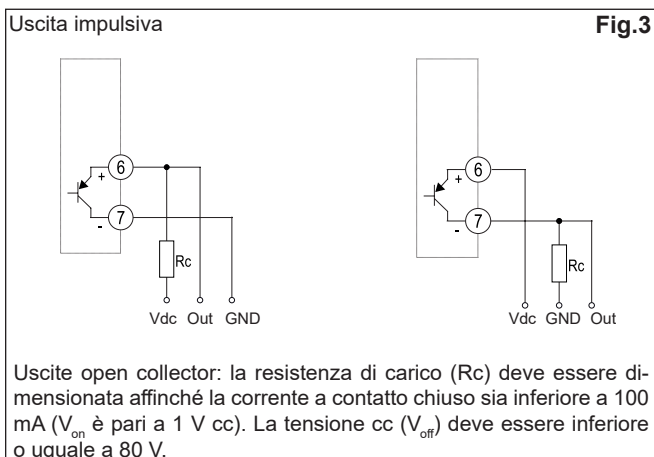 Uscita impulsiva
Fig.3
6
+
7
-
Rc
Vdc Out GND
6
+
7
-
Rc
Vdc GND Out
Uscite open collector: la resistenza di carico (Rc) deve essere di-
mensionata affinché la corrente a contatto chiuso sia inferiore a 100
mA (Von è pari a 1 V cc). La tensione cc (Voff) deve essere inferiore
o uguale a 80 V.